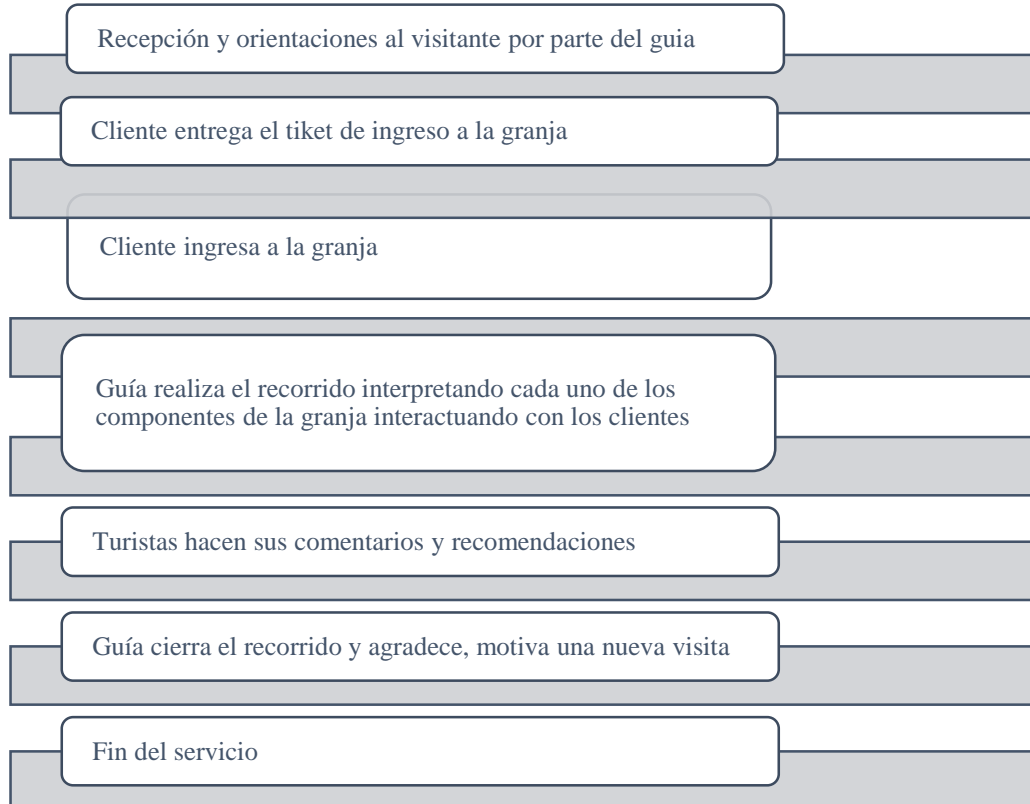 Recepción y orientaciones al visitante por parte del guia
Cliente entrega el tiket de ingreso a la granja
Cliente ingresa a la granja
Guía realiza el recorrido interpretando cada uno de los
componentes de la granja interactuando con los clientes
Turistas hacen sus comentarios y recomendaciones
Guía cierra el recorrido y agradece, motiva una nueva visita
Fin del servicio